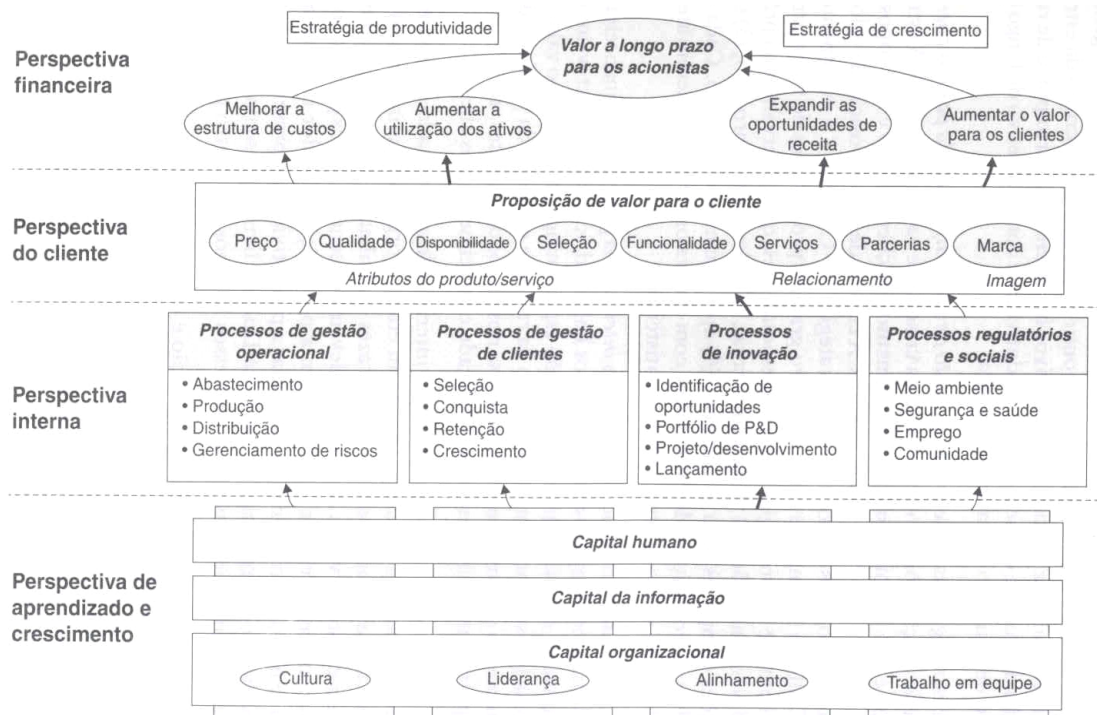 Perspectiva
financeira
Estratégia de produtividade
Valor a longo prazo
para os acionistas
Estratégia de crescimento
Melhorar a
estrutura de custos
Aumentar a
utilização dos ativos
Expandir as
oportunidades de
receita
Aumentar o valor
para os clientes
Perspectiva
do cliente
Proposição de valor para o cliente
Preço
Qualidade
Disponibilidade
Seleção
Funcionalidade
Serviços
Parcerias
Marca
Atributos do produto/serviço
Relacionamento
Imagem
Perspectiva
interna
Processos de gestão
operacional
• Abastecimento
• Produção
• Distribuição
• Gerenciamento de riscos
Processos de gestão
de clientes
• Seleção
• Conquista
• Retenção
• Crescimento
Processos
de inovação
• Identificação de
oportunidades
• Portfólio de P&D
• Projeto/desenvolvimento
• Lançamento
Processos regulatórios
e sociais
• Meio ambiente
• Segurança e saúde
• Emprego
• Comunidade
Perspectiva de
aprendizado e
crescimento
Capital humano
Capital da informação
Capital organizacional
Cultura
Liderança
Alinhamento
Trabalho em equipe